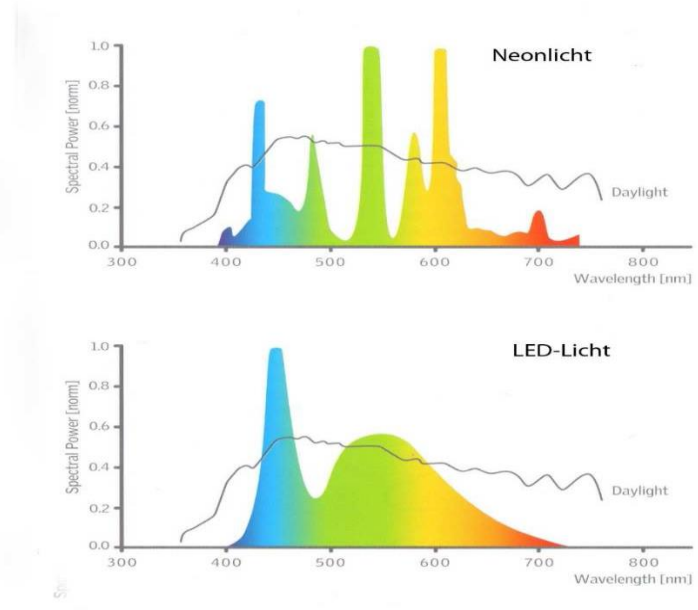 Neonlicht
Spectral Power [norm]
1.0
0.8
0.6
0.4
0.2
0.0
Daylight
300 400 500 600 700 800
Wavelength [nm]
LED-Licht
Spectral Power [norm]
1.0
0.8
0.6
0.4
0.2
0.0
Daylight
300 400 500 600 700 800
Wavelength [nm]
Sp